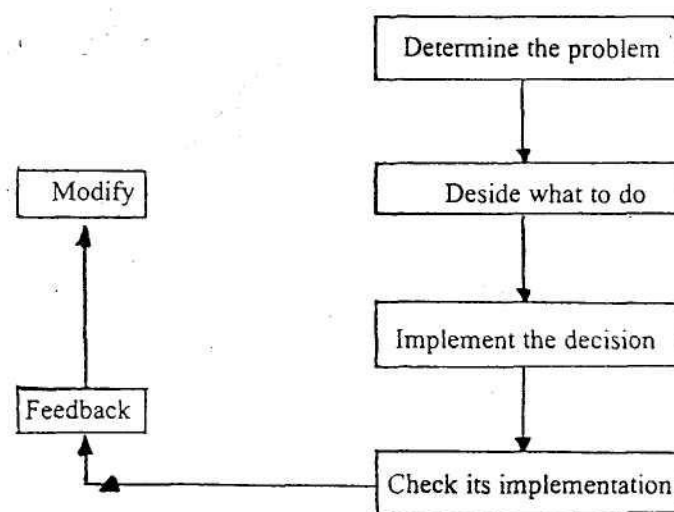 Determine the problem
Deside what to do
Implement the decision
Check its implementation
Feedback
Modify